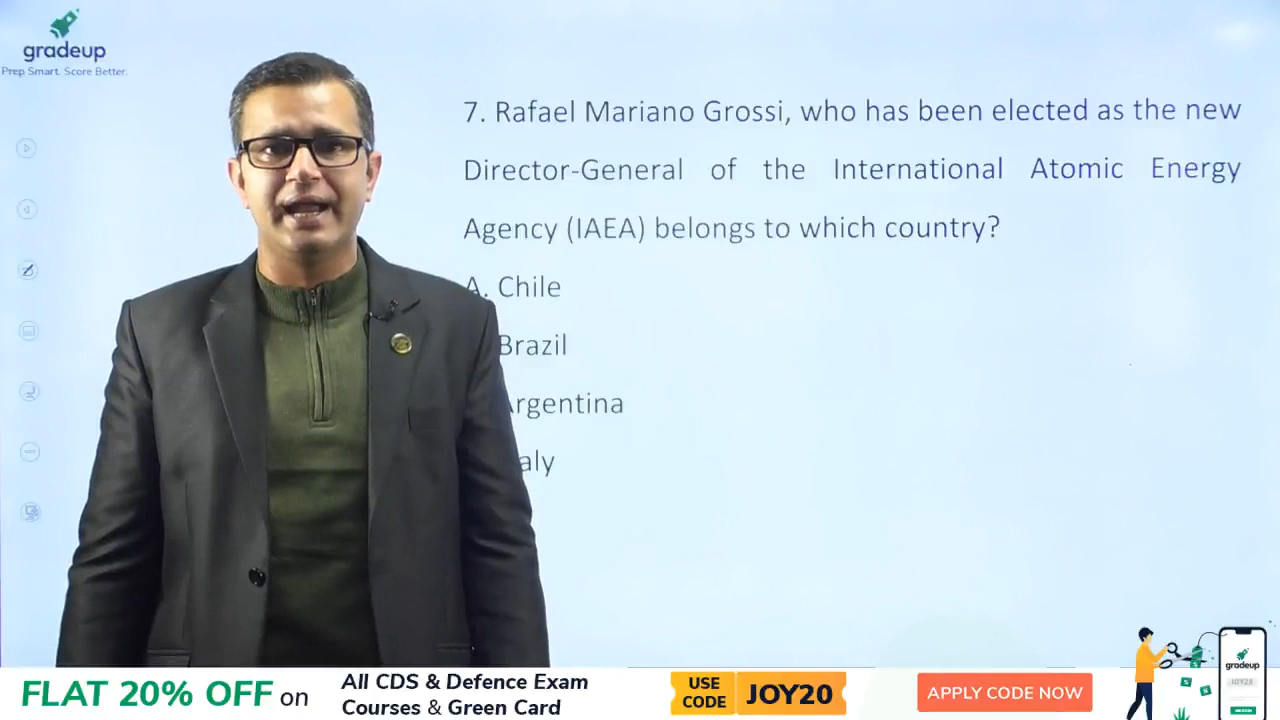 gradeup
Prep Smart. Score Better.
7. Rafael Mariano Grossi, who has been elected as the new
Director-General of the International Atomic Energy
Agency (IAEA) belongs to which country?
A. Chile
Brazil
Argentina
aly
FLAT 20% OFF on
All CDS & Defence Exam
Courses & Green Card
USE
CODE
JOY20
APPLY CODE NOW
gradeup
JOY20